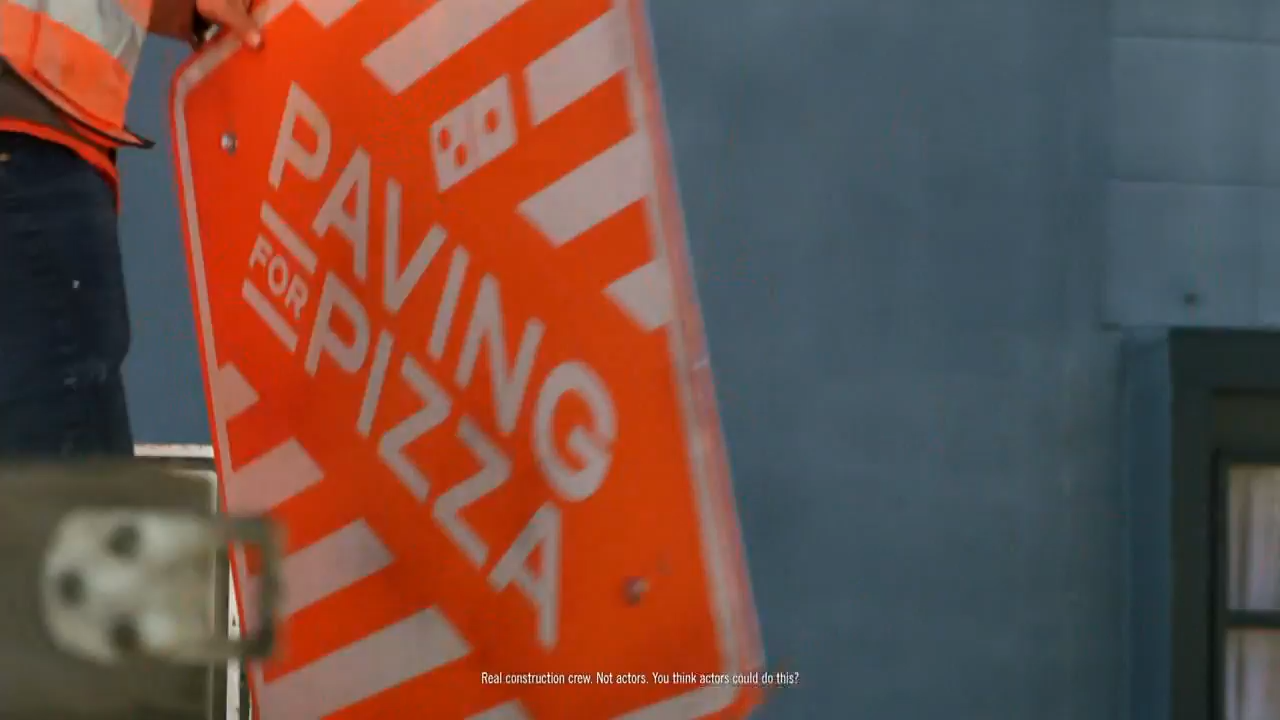 PAVING
FOR
PIZZA
Real construction crew. Not actors. You think actors could do this?